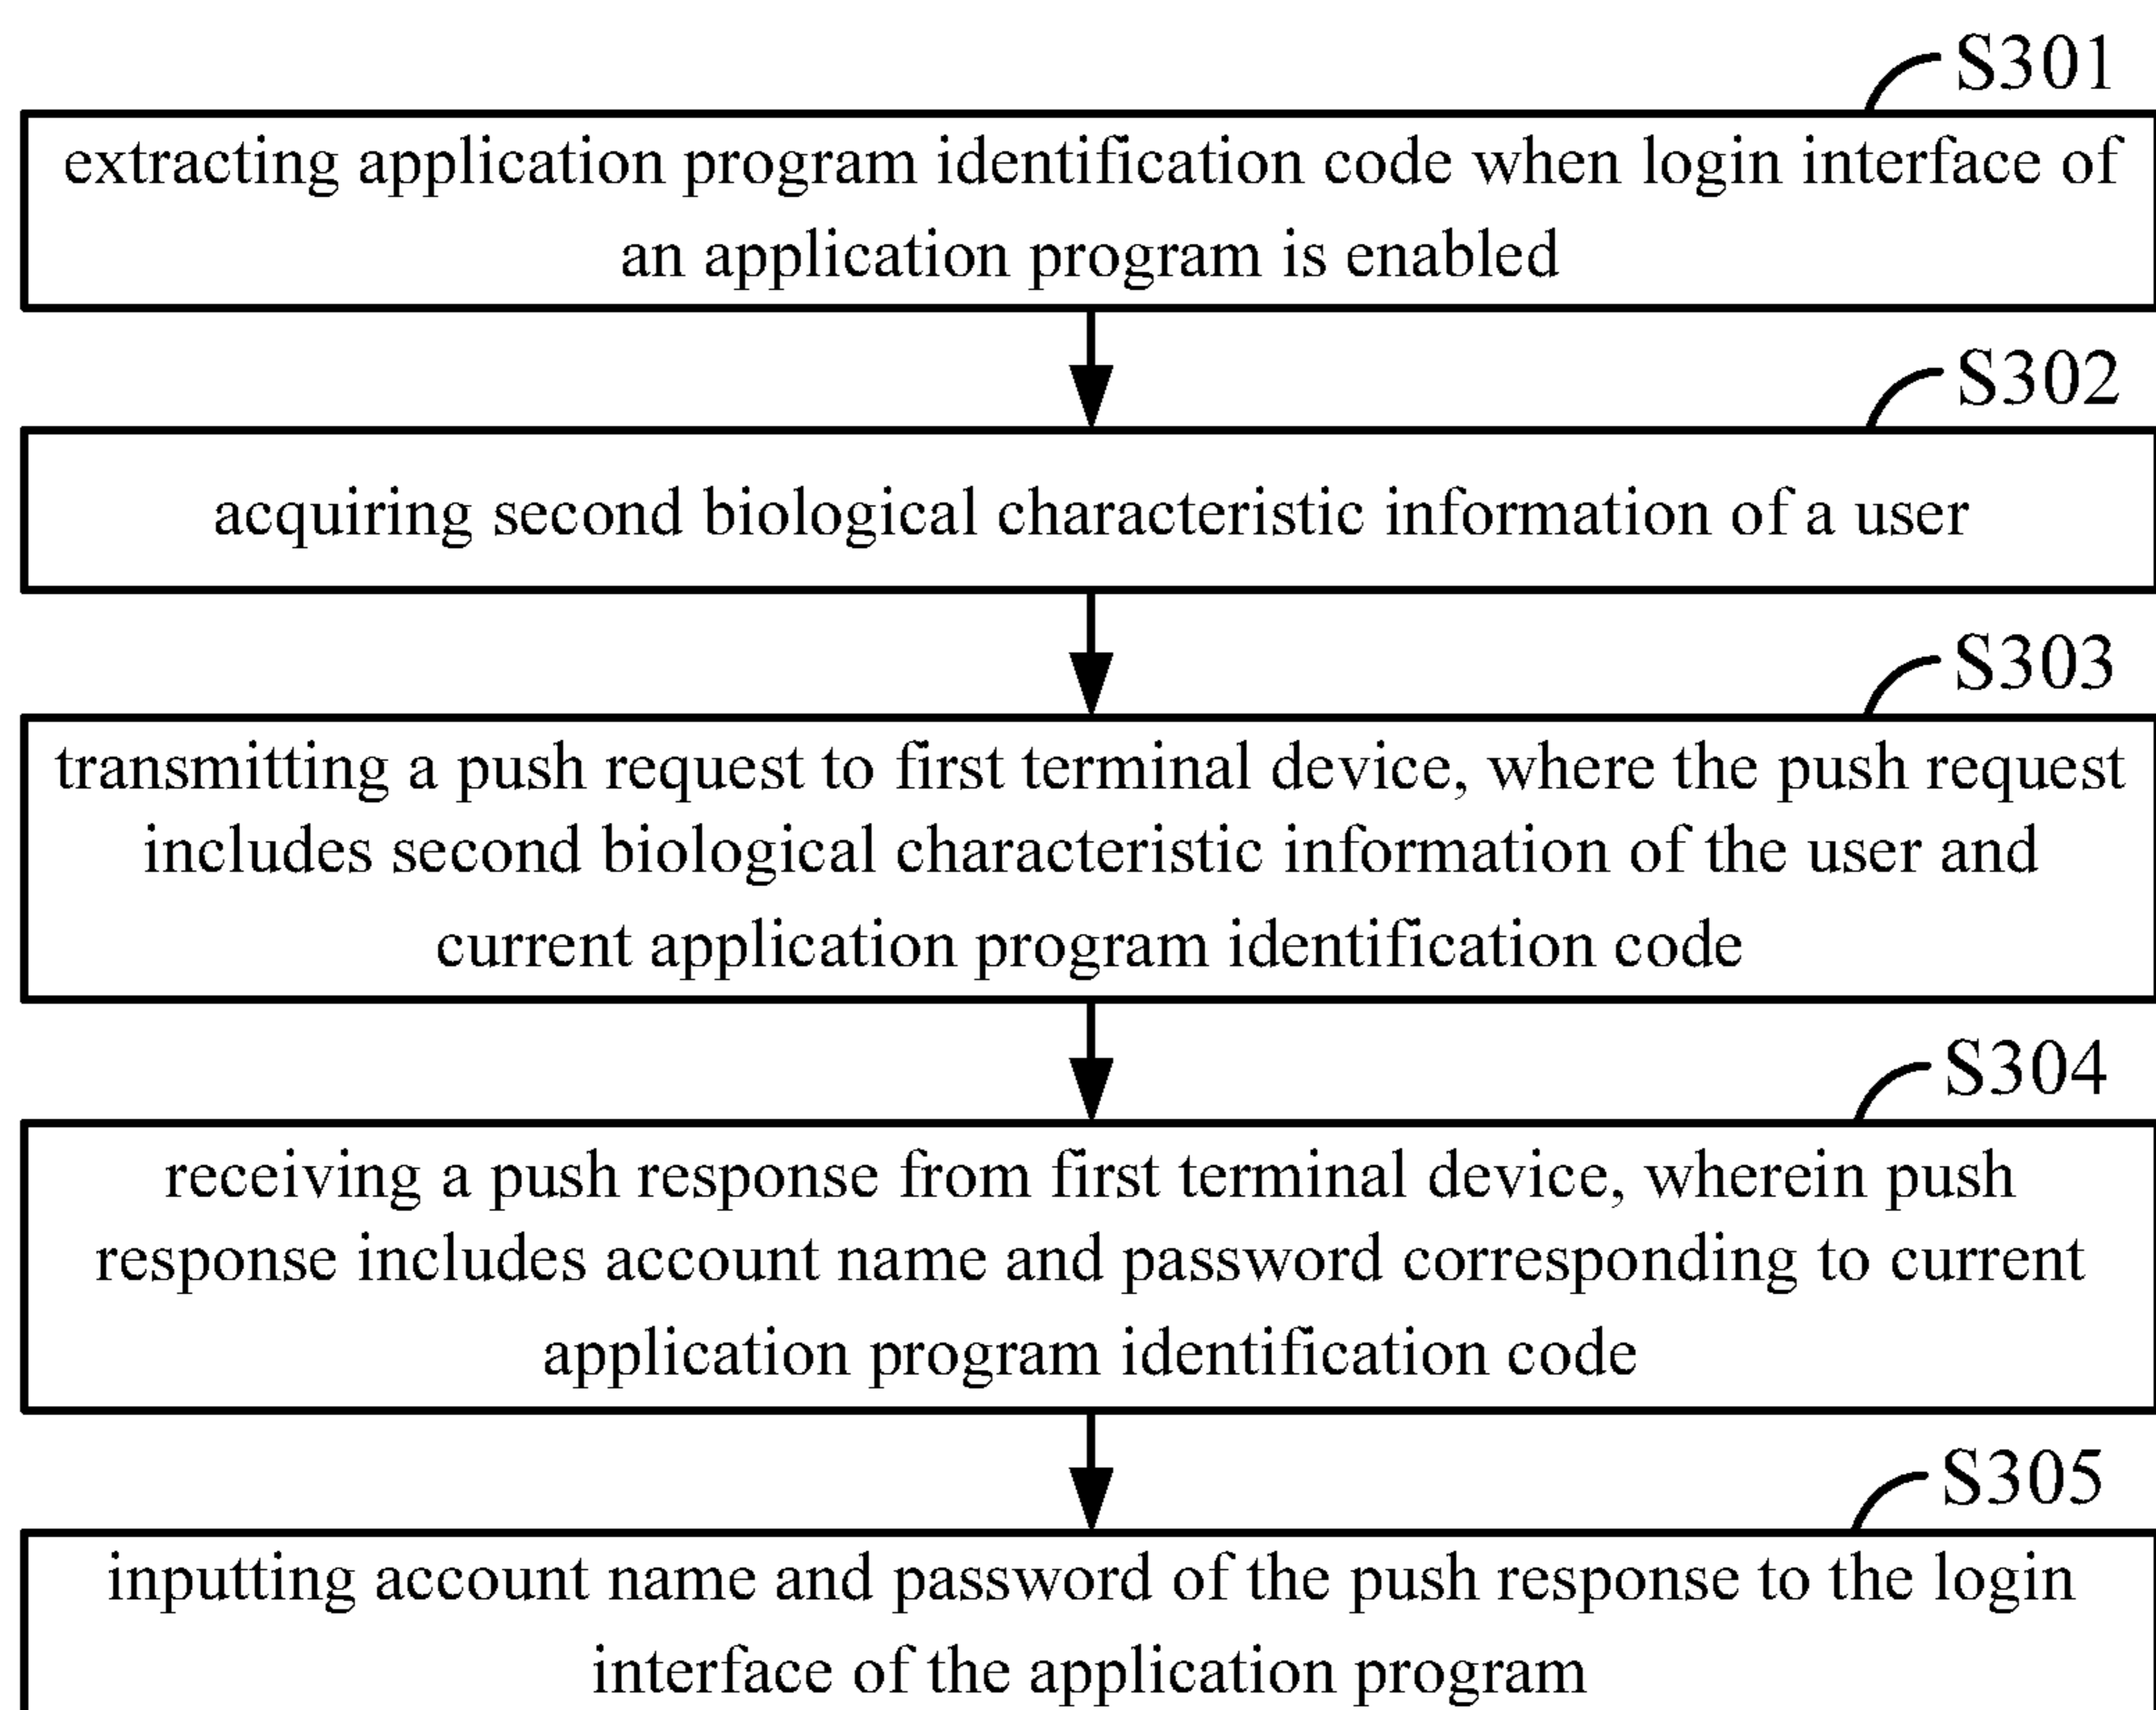 S301
extracting application program identification code when login interface of
an application program is enabled
S302
acquiring second biological characteristic information of a user
S303
transmitting a push request to first terminal device, where the push request
includes second biological characteristic information of the user and
current application program identification code
S304
receiving a push response from first terminal device, wherein push
response includes account name and password corresponding to current
application program identification code
S305
inputting account name and password of the push response to the login
interface of the application program